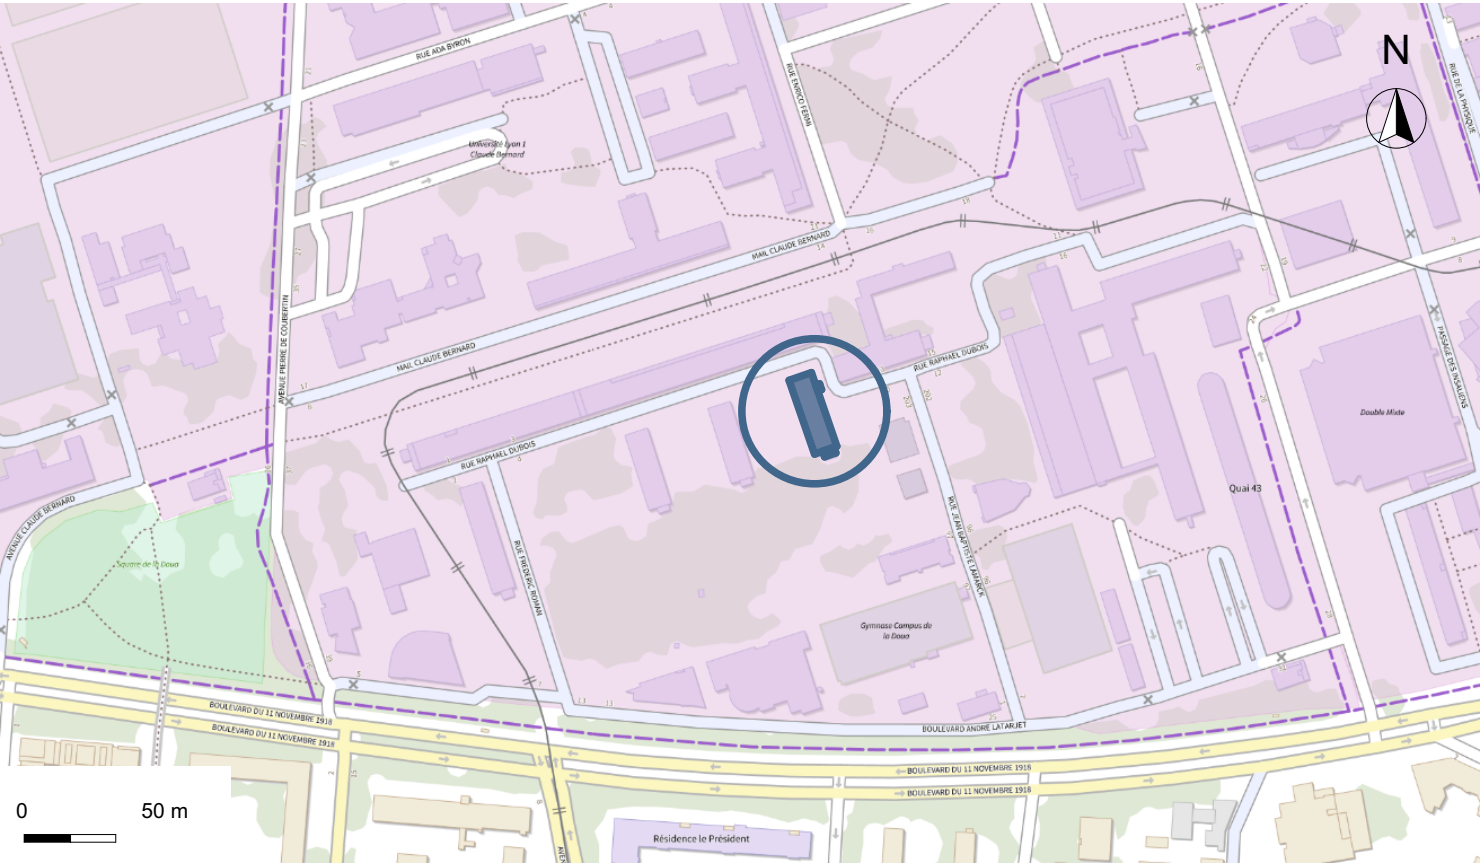 RUE ADA BYRON
Université Lyon 1
Claude Bernard
RUE ENRICO FERMI
N
RUE DE LA PHYSIQUE
MAIL CLAUDE BERNARD
AVENUE PIERRE DE COUBERTIN
MAIL CLAUDE BERNARD
RUE RAPHAEL DUBOIS
PASSAGE DES INSALIENS
Double Mixte
RUE RAPHAEL DUBOIS
Quai 43
AVENUE CLAUDE BERNARD
Square de la Doua
RUE FREDERIC ROMAN
RUE JEAN BAPTISTE LAMARCK
Gymnase Campus de
la Doua
BOULEVARD DU 11 NOVEMBRE 1918
BOULEVARD DU 11 NOVEMBRE 1918
BOULEVARD ANDRE LATARJET
BOULEVARD DU 11 NOVEMBRE 1918
BOULEVARD DU 11 NOVEMBRE 1918
0 50 m
Résidence le Président